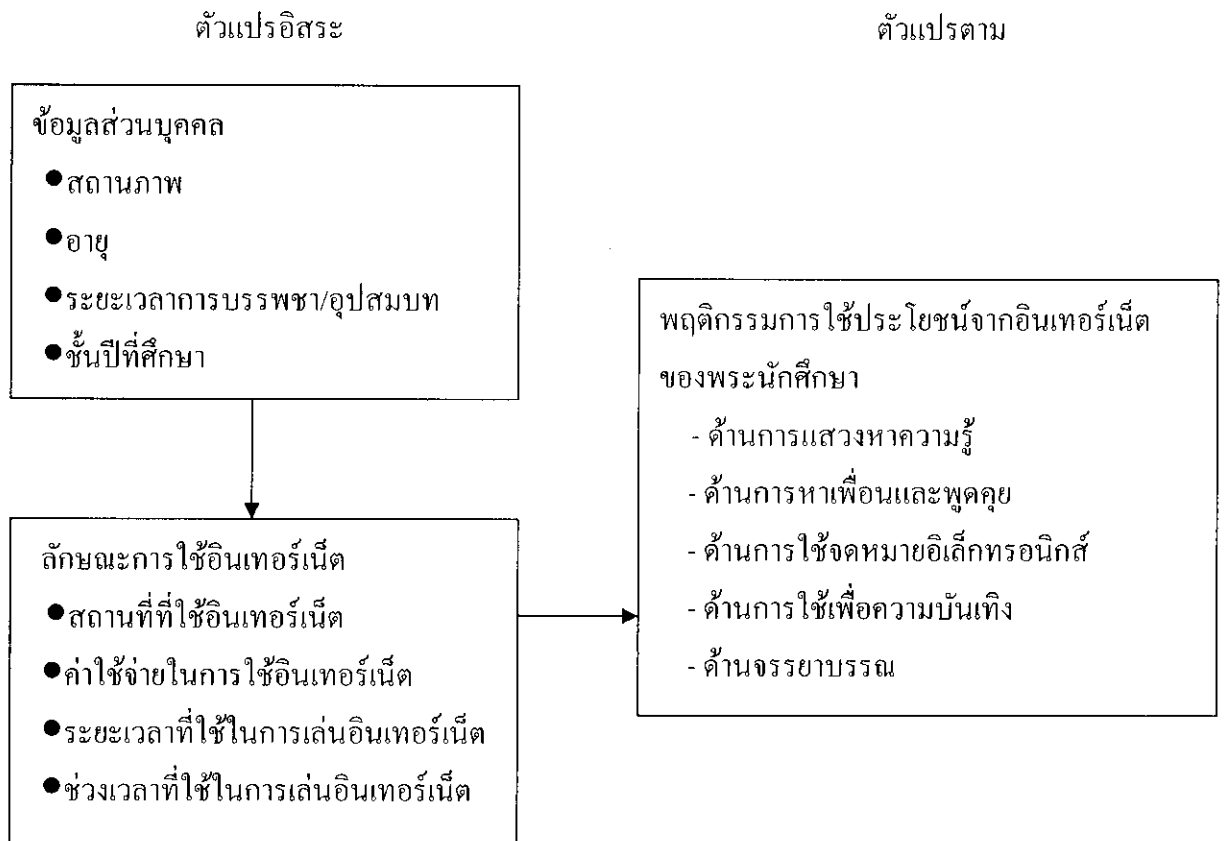 ตัวแปรอิสระ
ตัวแปรตาม
ข้อมูลส่วนบุคคล
●สถานภาพ
●อายุ
●ระยะเวลาการบรรพชา/อุปสมบท
●ชั้นปีที่ศึกษา
ลักษณะการใช้อินเทอร์เน็ต
●สถานที่ที่ใช้อินเทอร์เน็ต
●ค่าใช้จ่ายในการใช้อินเทอร์เน็ต
●ระยะเวลาที่ใช้ในการเล่นอินเทอร์เน็ต
●ช่วงเวลาที่ใช้ในการเล่นอินเทอร์เน็ต
พฤติกรรมการใช้ประโยชน์จากอินเทอร์เน็ต
ของพระนักศึกษา
- ด้านการแสวงหาความรู้
- ด้านการหาเพื่อนและพูดคุย
- ด้านการใช้จดหมายอิเล็กทรอนิกส์
- ด้านการใช้เพื่อความบันเทิง
- ด้านจรรยาบรรณ